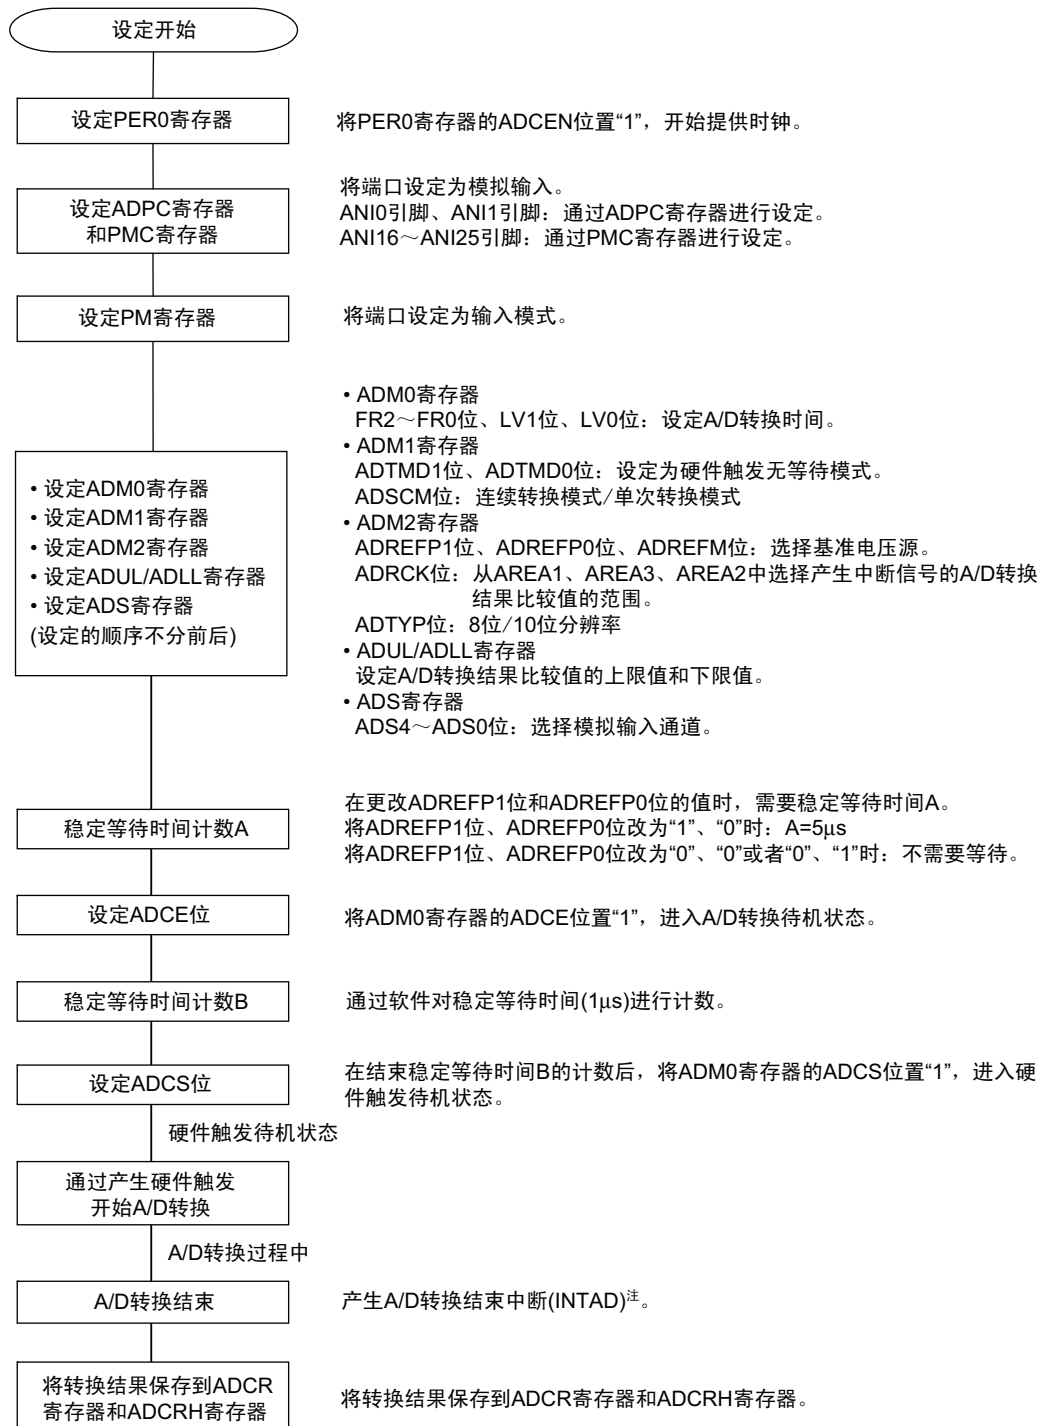 设定开始
设定PER0寄存器
将PER0寄存器的ADCEN位置“1”，开始提供时钟。
设定ADPC寄存器
和PMC寄存器
将端口设定为模拟输入。
ANI0引脚、ANI1引脚：通过ADPC寄存器进行设定。
ANI16～ANI25引脚：通过PMC寄存器进行设定。
设定PM寄存器
将端口设定为输入模式。
• 设定ADM0寄存器
• 设定ADM1寄存器
• 设定ADM2寄存器
• 设定ADUL/ADLL寄存器
• 设定ADS寄存器
(设定的顺序不分前后)
• ADM0寄存器
FR2～FR0位、LV1位、LV0位：设定A/D转换时间。
• ADM1寄存器
ADTMD1位、ADTMD0位：设定为硬件触发无等待模式。
ADSCM位：连续转换模式/单次转换模式
• ADM2寄存器
ADREFP1位、ADREFP0位、ADREFM位：选择基准电压源。
ADRCK位：从AREA1、AREA3、AREA2中选择产生中断信号的A/D转换
结果比较值的范围。
ADTYP位：8位/10位分辨率
• ADUL/ADLL寄存器
设定A/D转换结果比较值的上限值和下限值。
• ADS寄存器
ADS4～ADS0位：选择模拟输入通道。
稳定等待时间计数A
在更改ADREFP1位和ADREFP0位的值时，需要稳定等待时间A。
将ADREFP1位、ADREFP0位改为“1”、“0”时：A=5μs
将ADREFP1位、ADREFP0位改为“0”、“0”或者“0”、“1”时：不需要等待。
设定ADCE位
将ADM0寄存器的ADCE位置“1”，进入A/D转换待机状态。
稳定等待时间计数B
通过软件对稳定等待时间(1μs)进行计数。
设定ADCS位
在结束稳定等待时间B的计数后，将ADM0寄存器的ADCS位置“1”，进入硬
件触发待机状态。
硬件触发待机状态
通过产生硬件触发
开始A/D转换
A/D转换过程中
A/D转换结束
产生A/D转换结束中断(INTAD)注。
将转换结果保存到ADCR
寄存器和ADCRH寄存器
将转换结果保存到ADCR寄存器和ADCRH寄存器。